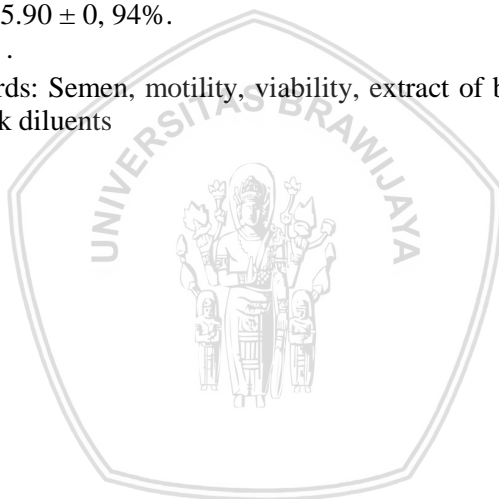 5.90 ± 0, 94%.
.
rds: Semen, motility, viability, extract of b
k diluents
UNIVERSITAS BRAWIJAYA